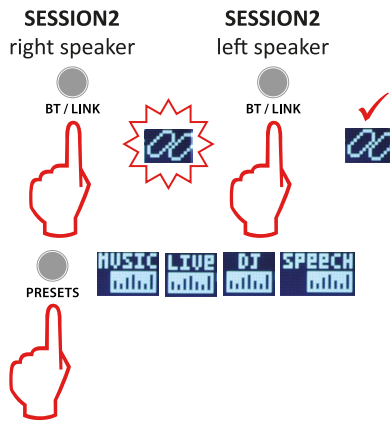 SESSION2 SESSION2
right speaker left speaker
BT / LINK BT / LINK
PRESETS
MUSIC LIVE DJ SPEECH